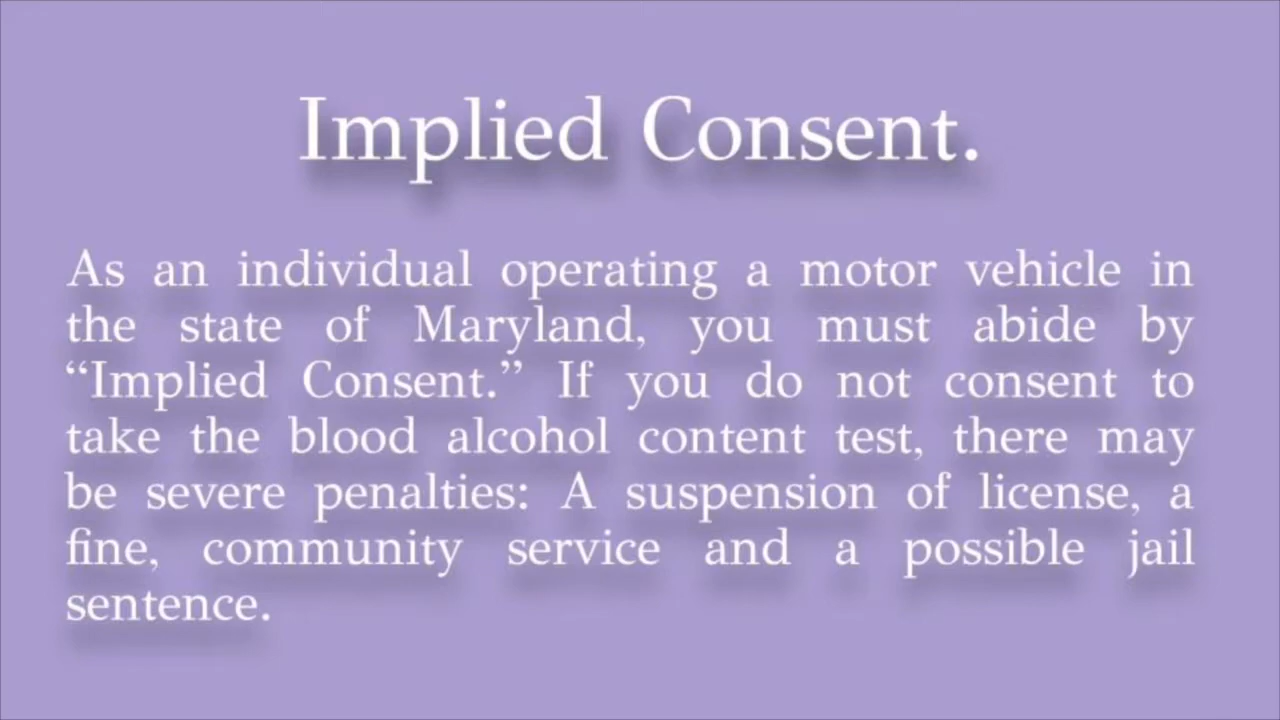 Implied Consent.
As an individual operating a motor vehicle in
the state of Maryland, you must abide by
“Implied Consent.” If you do not consent to
take the blood alcohol content test, there may
be severe penalties: A suspension of license, a
fine, community service and a possible jail
sentence.